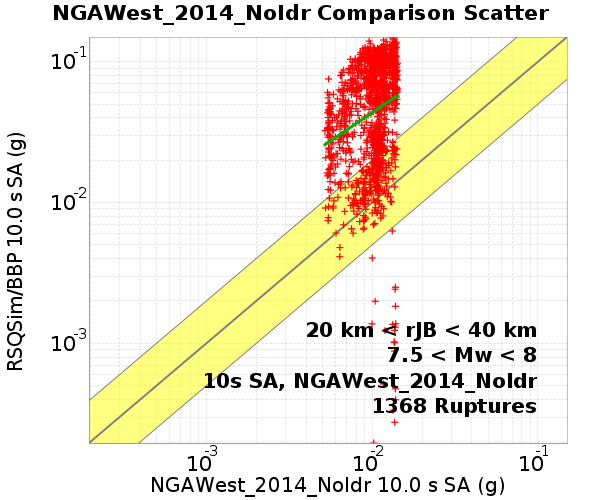 NGAWest_2014_NoIdr Comparison Scatter
RSQSim/BBP 10.0 s SA (g)
10-1
10-2
10-3
20 km < rJB < 40 km
7.5 < Mw < 8
10s SA, NGAWest_2014_NoIdr
1368 Ruptures
10-3
10-2
10-1
NGAWest_2014_NoIdr 10.0 s SA (g)